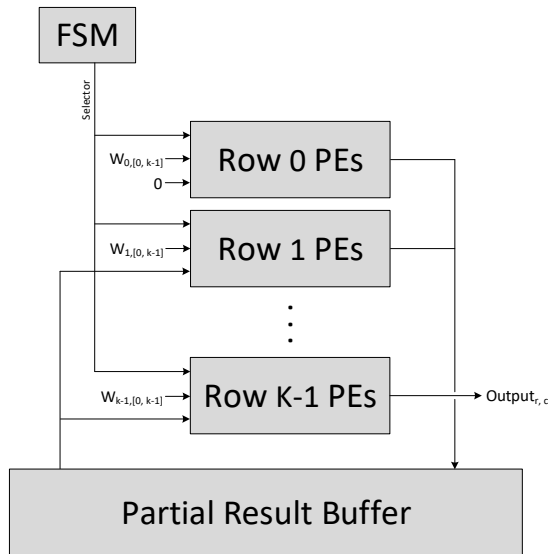 FSM
Selector
Row 0 PEs
W0,[0, k-1]
0
Row 1 PEs
W1,[0, k-1]
Row K-1 PEs
Wk-1,[0, k-1]
Outputr, c
Partial Result Buffer